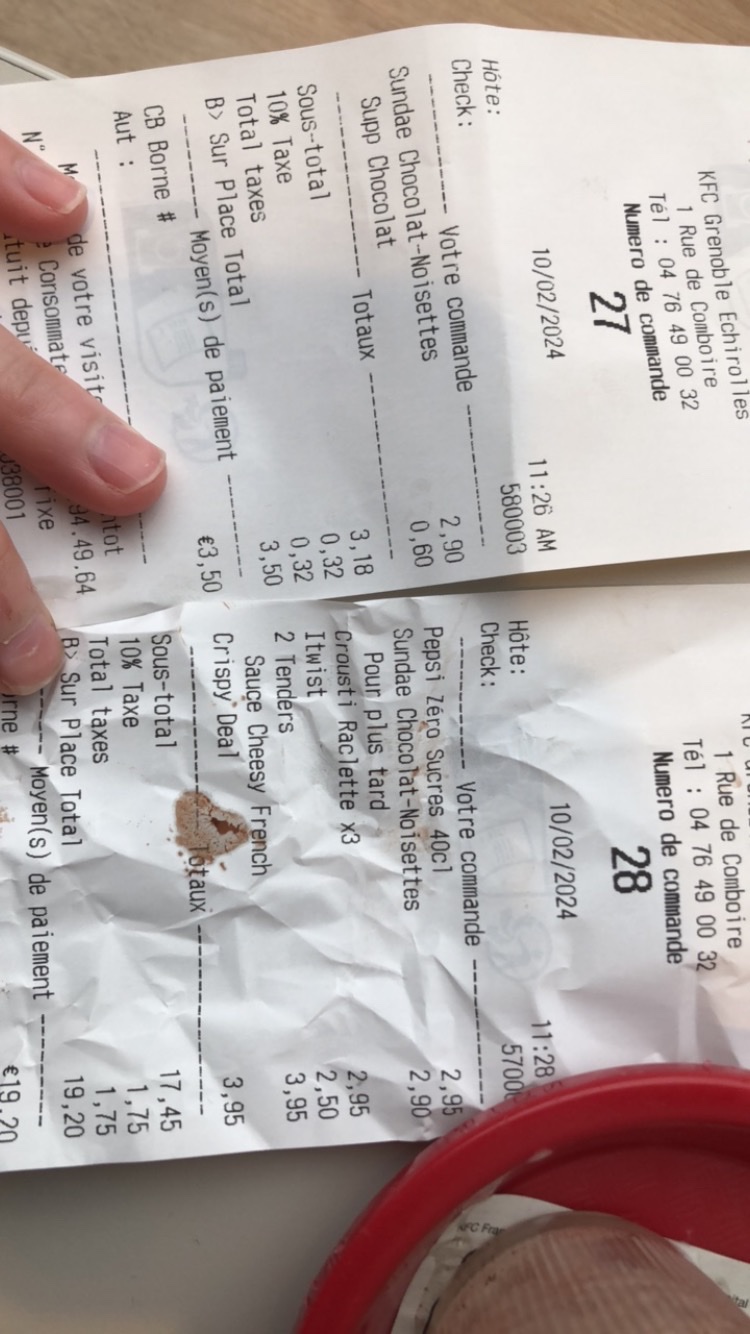 KFC Grenoble Echirolles
1 Rue de Comboire
Tél : 04 76 49 00 32
Numero de commande
27
10/02/2024 11:26 AM
Hôte: 580003
Check:
---------- Votre commande ----------
Sundae Chocolat-Noisettes 2,90
Supp Chocolat 0,60
---------- Totaux ----------
Sous-total 3,18
10% Taxe 0,32
Total taxes 0,32
B> Sur Place Total 3,50
---------- Moyen(s) de paiement ----------
CB Borne # €3,50
Aut :
de votre visite
N° Consommate 94.49.64
038001
1 Rue de Comboire
Tél : 04 76 49 00 32
Numero de commande
28
10/02/2024 11:28
Hôte: 5700
Check:
---------- Votre commande ----------
Pepsi Zéro Sucres 40cl 2,95
Sundae Chocolat-Noisettes 2,90
Pour plus tard
Crousti Raclette x3 2,95
Itwist 2,50
2 Tenders 3,95
Sauce Cheesy French
Crispy Deal 3,95
---------- Totaux ----------
Sous-total 17,45
10% Taxe 1,75
Total taxes 1,75
B> Sur Place Total 19,20
---------- Moyen(s) de paiement ----------
rne # €19,20